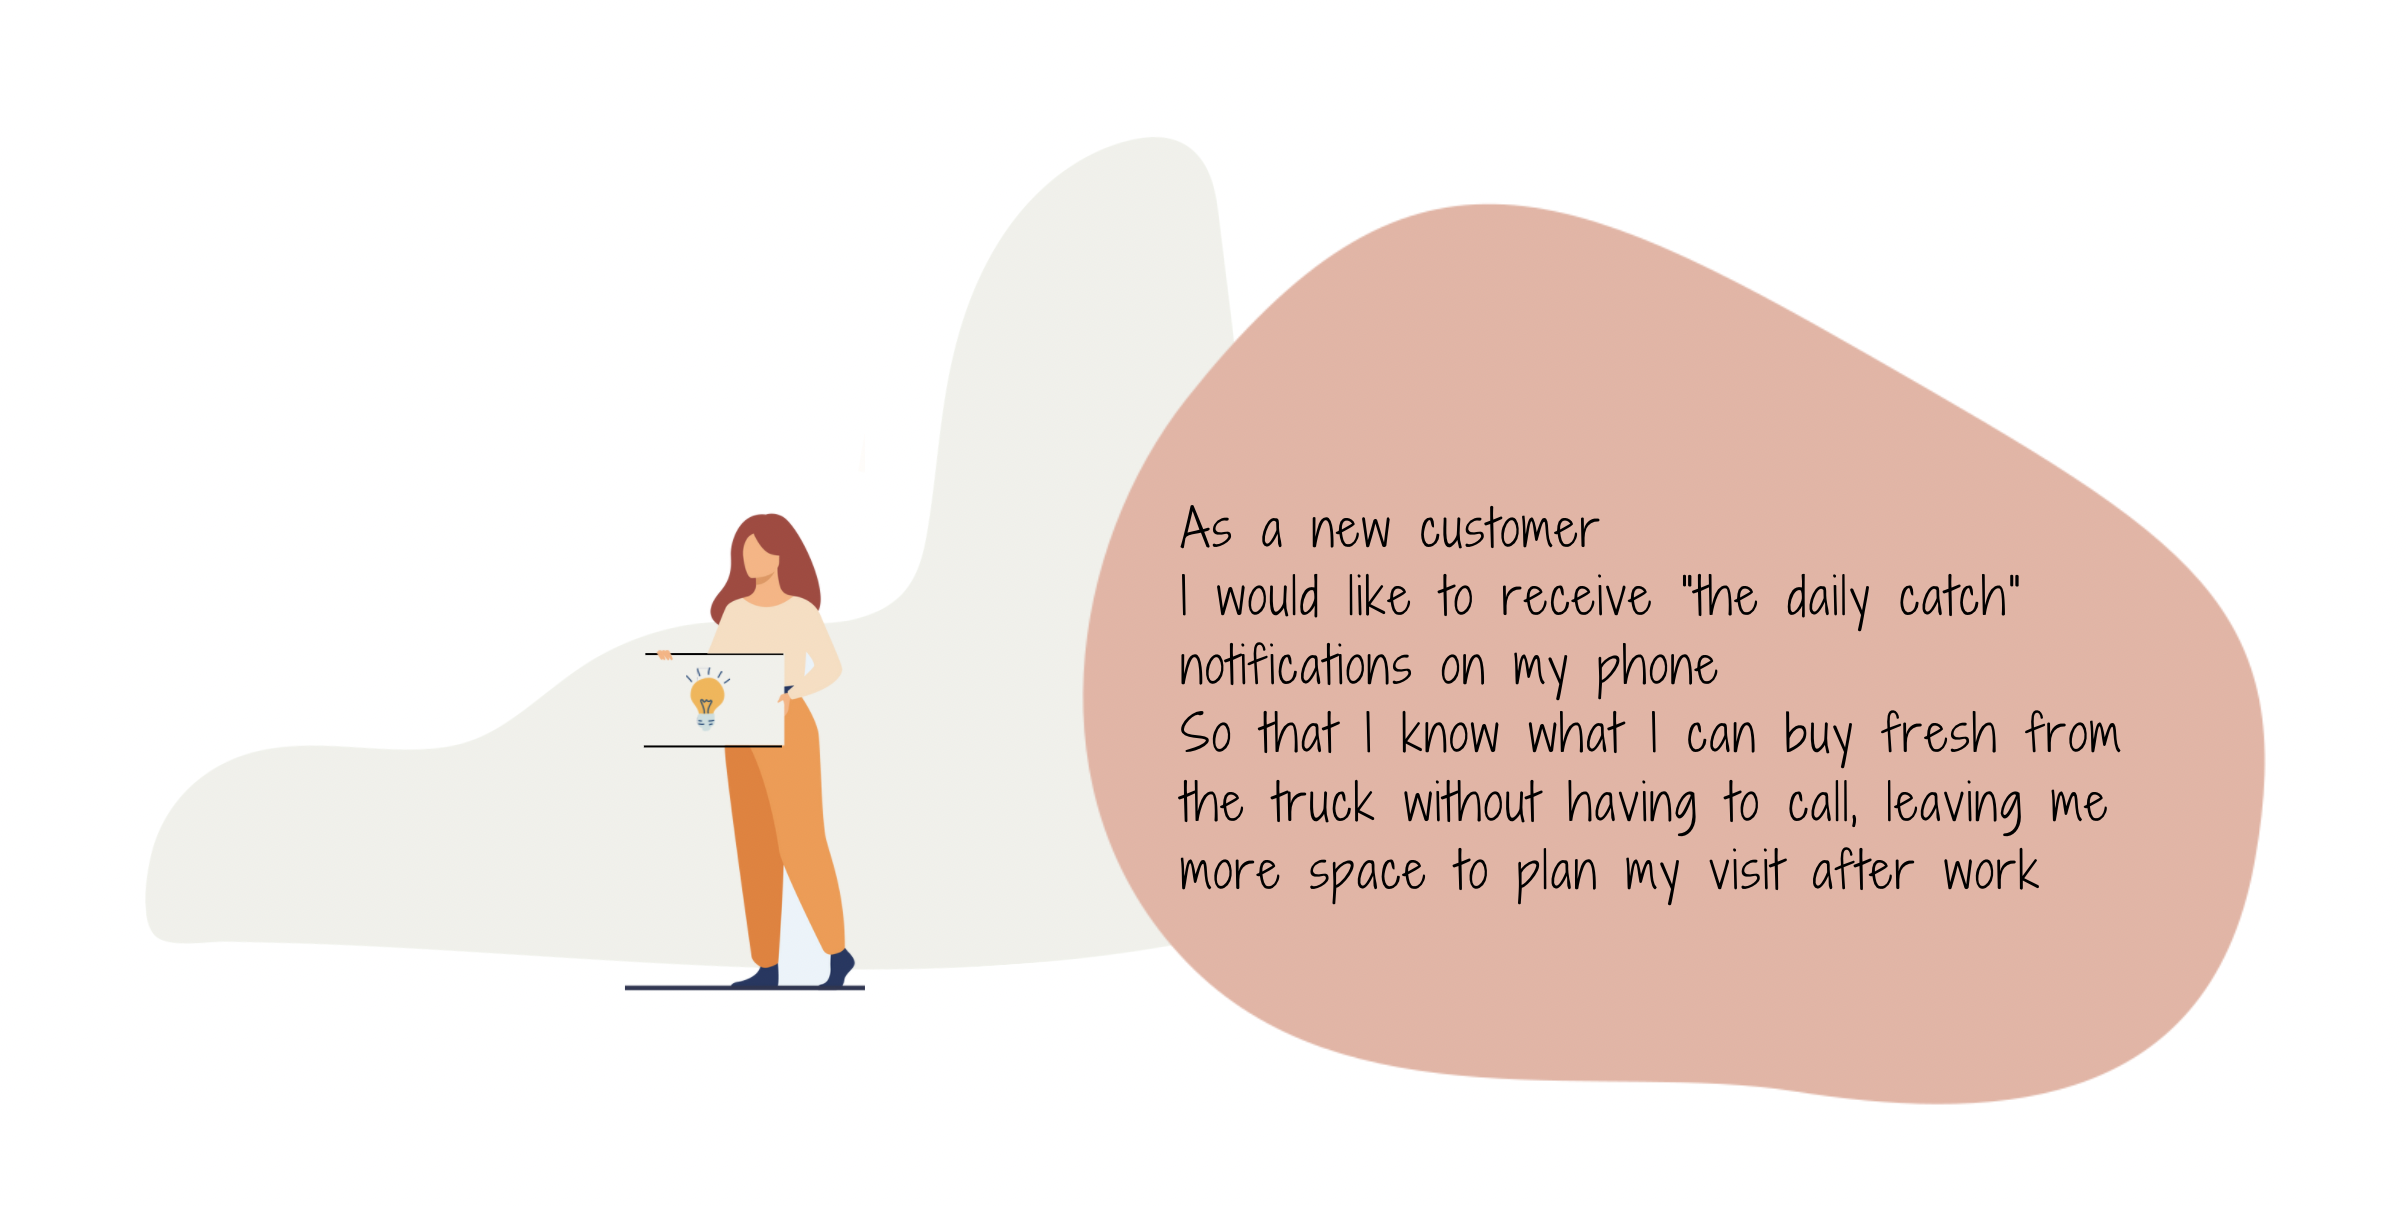 As a new customer
I would like to receive "the daily catch"
notifications on my phone
So that I know what I can buy fresh from
the truck without having to call, leaving me
more space to plan my visit after work